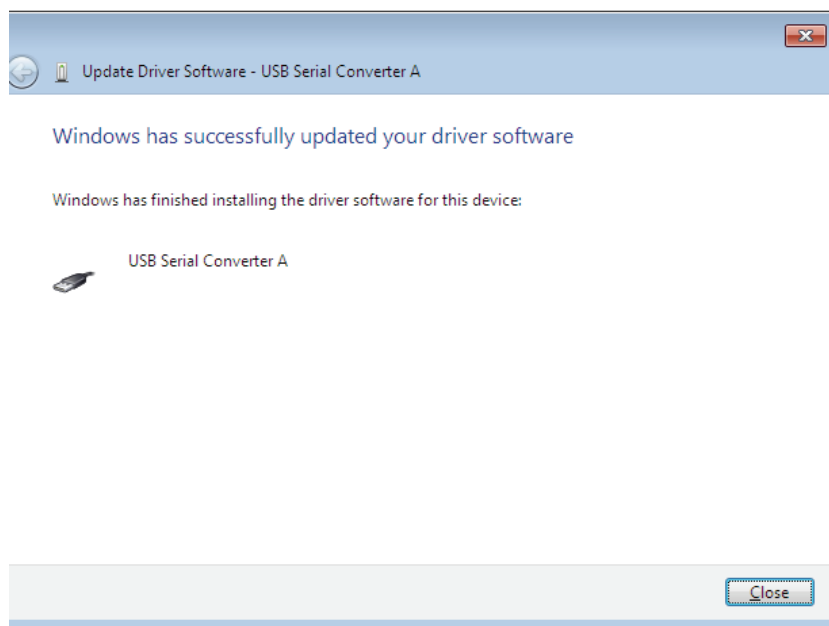 Update Driver Software - USB Serial Converter A
Windows has successfully updated your driver software
Windows has finished installing the driver software for this device:
USB Serial Converter A
Close